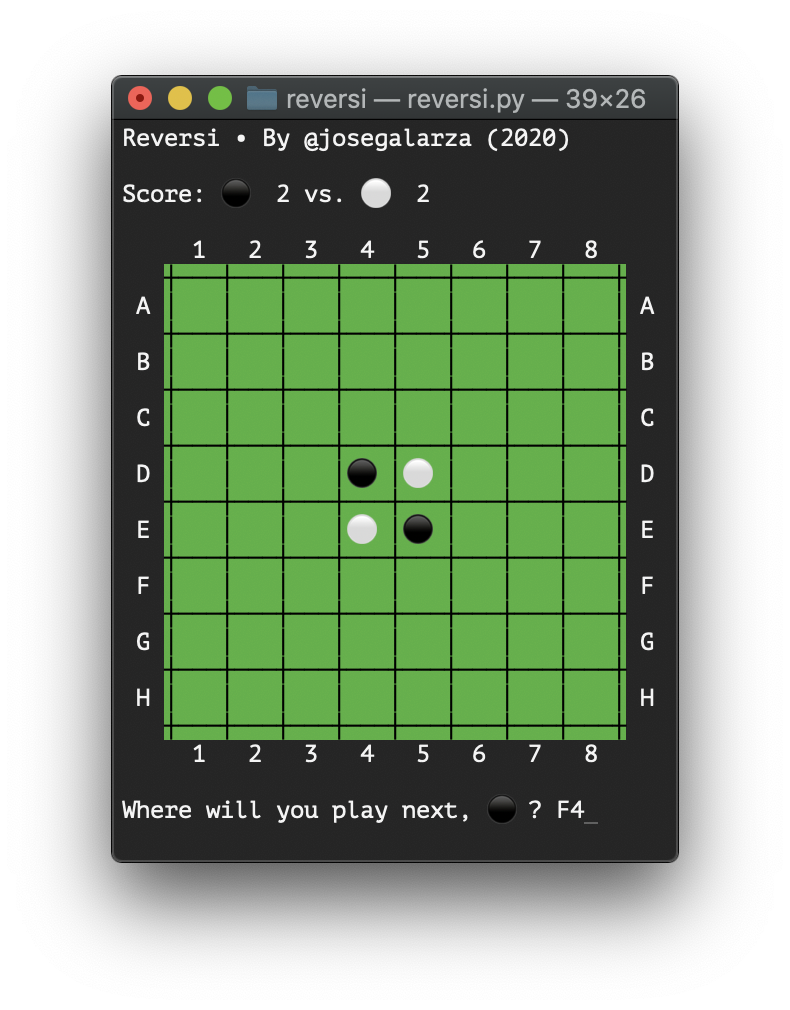 reversi — reversi.py — 39×26
Reversi • By @josegalarza (2020)
Score: ⚫ 2 vs. ⚪ 2
1 2 3 4 5 6 7 8
A A
B B
C C
D D
E E
F F
G G
H H
1 2 3 4 5 6 7 8
Where will you play next, ⚫ ? F4_